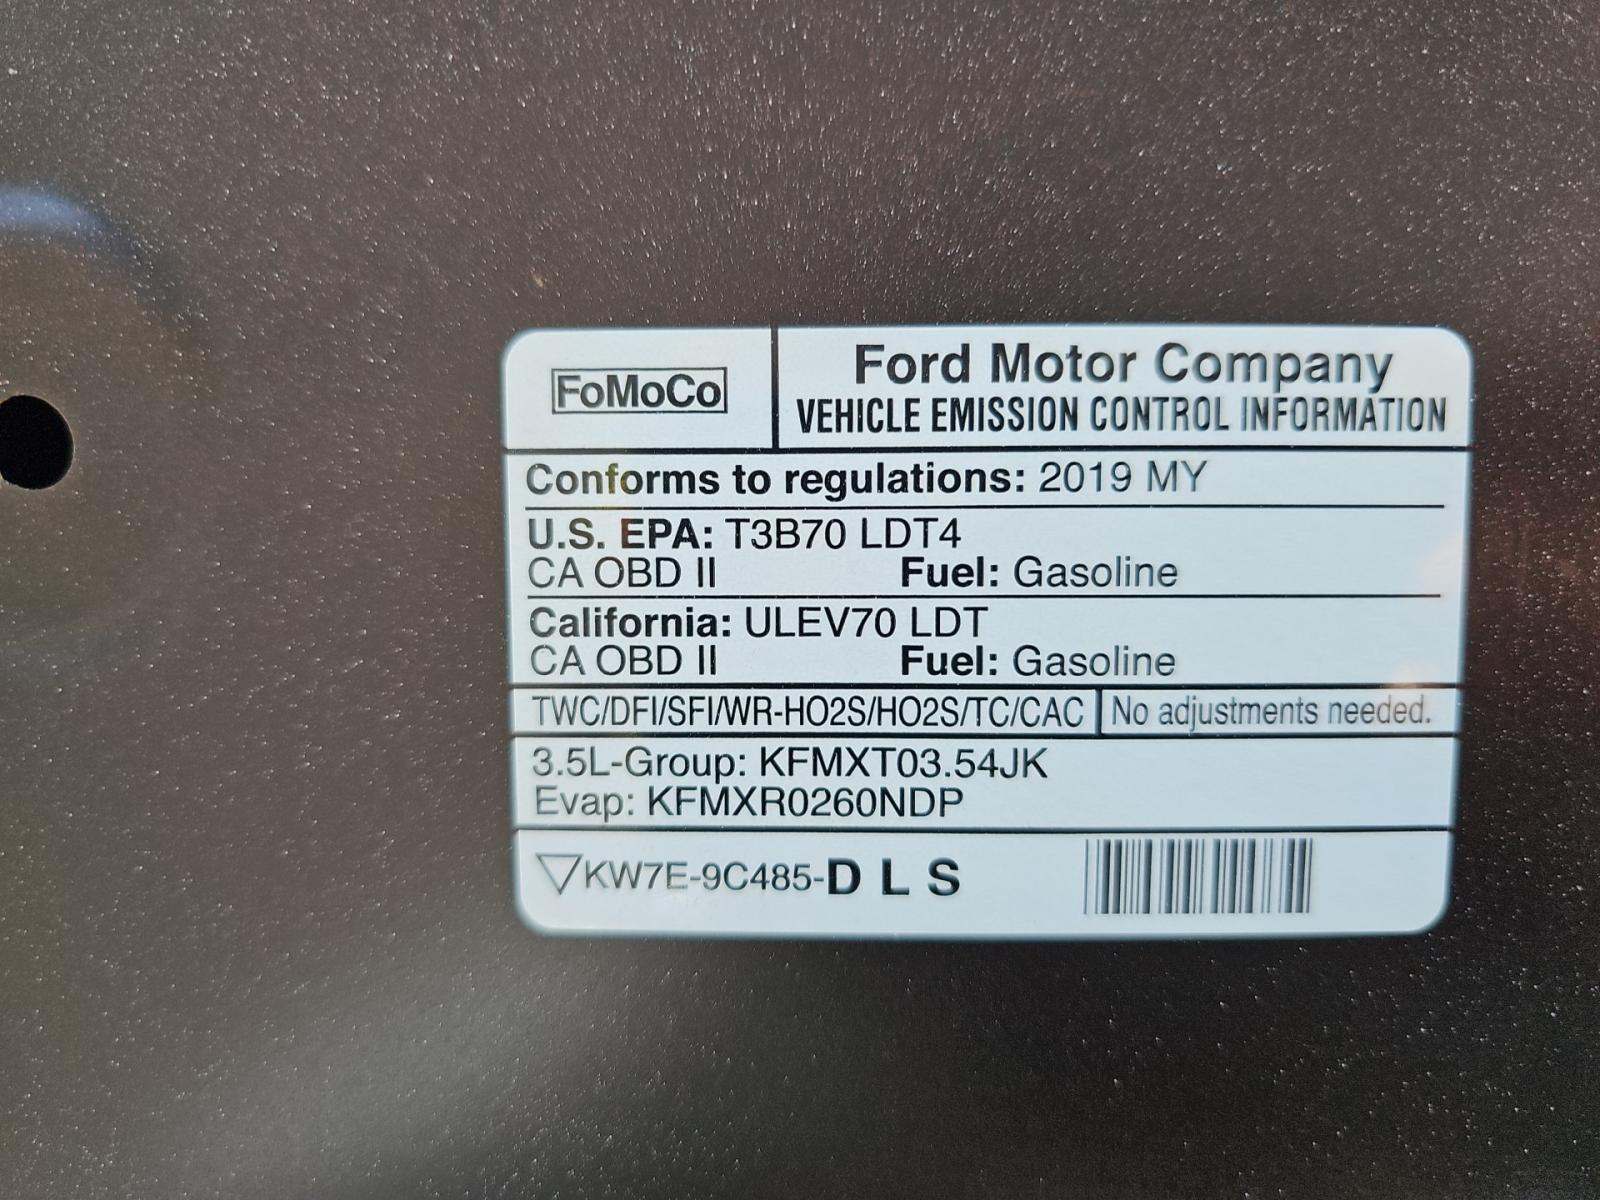 FoMoCo
Ford Motor Company
VEHICLE EMISSION CONTROL INFORMATION
Conforms to regulations: 2019 MY
U.S. EPA: T3B70 LDT4
CA OBD II Fuel: Gasoline
California: ULEV70 LDT
CA OBD II Fuel: Gasoline
TWC/DFI/SFI/WR-HO2S/HO2S/TC/CAC No adjustments needed.
3.5L-Group: KFMXT03.54JK
Evap: KFMXR0260NDP
▽KW7E-9C485-D L S